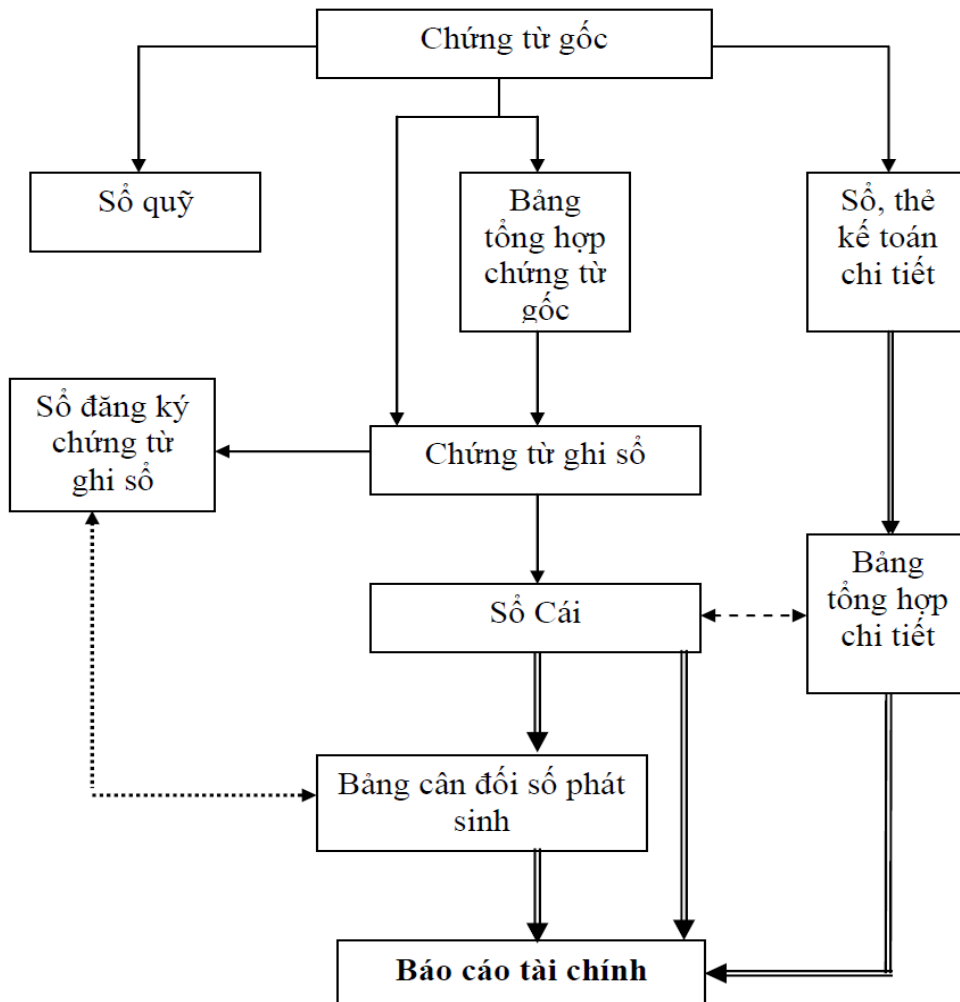 Chứng từ gốc
Sổ quỹ
Bảng
tổng hợp
chứng từ
gốc
Sổ, thẻ
kế toán
chi tiết
Sổ đăng ký
chứng từ
ghi sổ
Chứng từ ghi sổ
Bảng
tổng hợp
chi tiết
Sổ Cái
Bảng cân đối số phát
sinh
Báo cáo tài chính